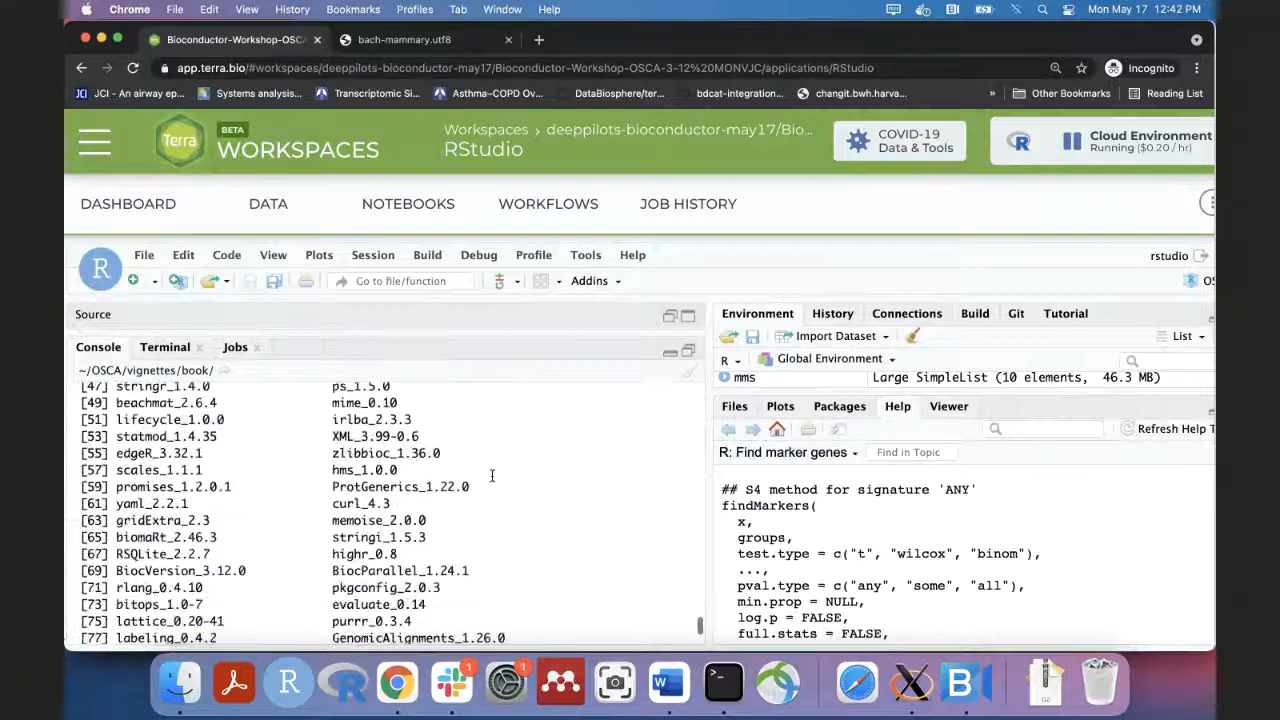 Chrome File Edit View History Bookmarks Profiles Tab Window Help Mon May 17 12:42 PM
Bioconductor-Workshop-OSCA bach-mammary.utf8
app.terra.bio/#workspaces/deeppilots-bioconductor-may17/Bioconductor-Workshop-OSCA-3-12%20MONVJC/applications/RStudio Incognito
JCI - An airway ep... Systems analysis... Transcriptomic Si... Asthma-COPD Ov... DataBiosphere/ter... bdcat-integration... changit.bwh.harva... » Other Bookmarks Reading List
Terra
BETA
WORKSPACES
Workspaces › deeppilots-bioconductor-may17/Bio...
RStudio
COVID-19
Data & Tools
R
Cloud Environment
Running ($0.20 / hr)
DASHBOARD DATA NOTEBOOKS WORKFLOWS JOB HISTORY
R File Edit Code View Plots Session Build Debug Profile Tools Help rstudio
Go to file/function Addins OS
Source
Console Terminal Jobs
~/OSCA/vignettes/book/
[47] stringr_1.4.0 ps_1.5.0
[49] beachmat_2.6.4 mime_0.10
[51] lifecycle_1.0.0 irlba_2.3.3
[53] statmod_1.4.35 XML_3.99-0.6
[55] edgeR_3.32.1 zlibbioc_1.36.0
[57] scales_1.1.1 hms_1.0.0
[59] promises_1.2.0.1 ProtGenerics_1.22.0
[61] yaml_2.2.1 curl_4.3
[63] gridExtra_2.3 memoise_2.0.0
[65] biomaRt_2.46.3 stringi_1.5.3
[67] RSQLite_2.2.7 highr_0.8
[69] BiocVersion_3.12.0 BiocParallel_1.24.1
[71] rlang_0.4.10 pkgconfig_2.0.3
[73] bitops_1.0-7 evaluate_0.14
[75] lattice_0.20-41 purrr_0.3.4
[77] labeling_0.4.2 GenomicAlignments_1.26.0
Environment History Connections Build Git Tutorial
Import Dataset List
R Global Environment
mms Large SimpleList (10 elements, 46.3 MB)
Files Plots Packages Help Viewer
Refresh Help T
R: Find marker genes Find in Topic
## S4 method for signature 'ANY'
findMarkers(
x,
groups,
test.type = c("t", "wilcox", "binom"),
...,
pval.type = c("any", "some", "all"),
min.prop = NULL,
log.p = FALSE,
full.stats = FALSE,